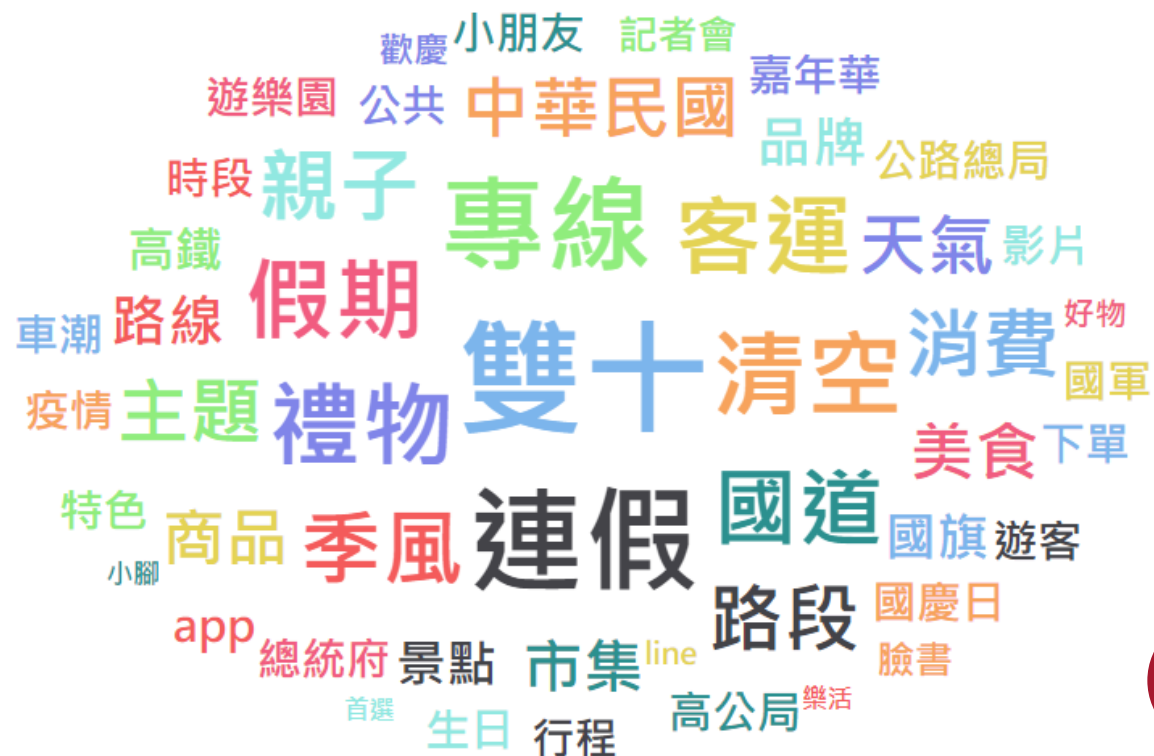 歡慶 小朋友 記者會
遊樂園 公共 中華民國 嘉年華
時段 親子 專線 客運 品牌 公路總局
高鐵 假期 天氣 影片
車潮 路線 雙十 清空 消費 好物
疫情 主題 禮物 國軍
美食 下單
特色 商品 季風 連假 國道 國旗 遊客
小腳
app 總統府 景點 市集 line 路段 國慶日
臉書
首選 生日 行程 高公局 樂活